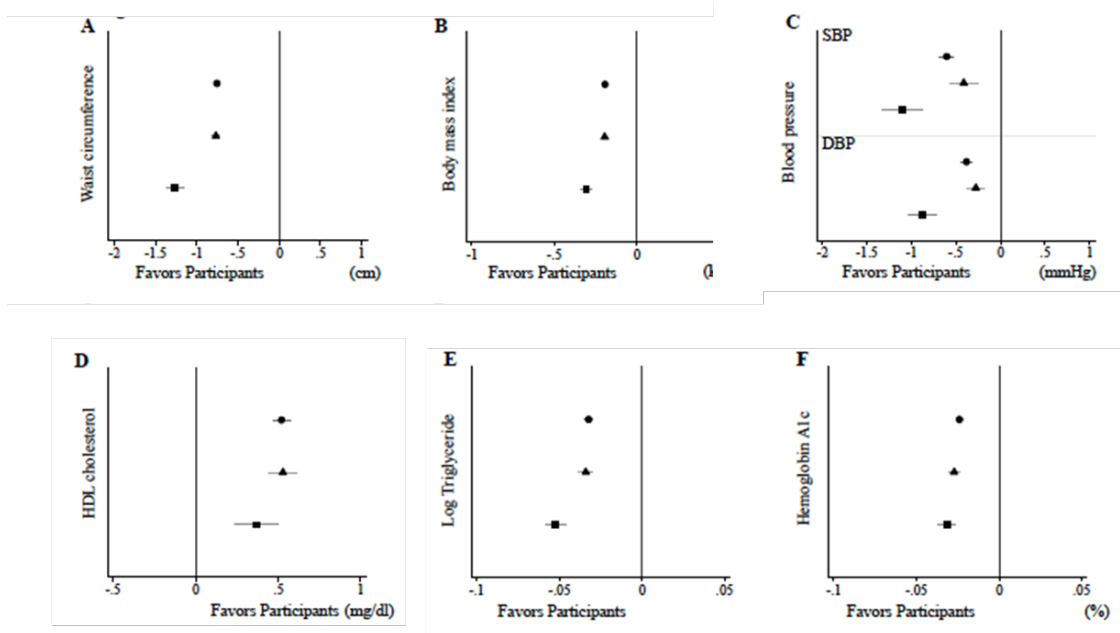 A
Waist circumference
-2 -1.5 -1 -.5 0 .5 1
Favors Participants (cm)
B
Body mass index
-1 -.5 0
Favors Participants
C
SBP
Blood pressure
DBP
-2 -1.5 -1 -.5 0 .5 1
Favors Participants (mmHg)
D
HDL cholesterol
-.5 0 .5 1
Favors Participants (mg/dl)
E
Log Triglyceride
-.1 -.05 0 .05
Favors Participants
F
Hemoglobin A1c
-.1 -.05 0 .05
Favors Participants (%)